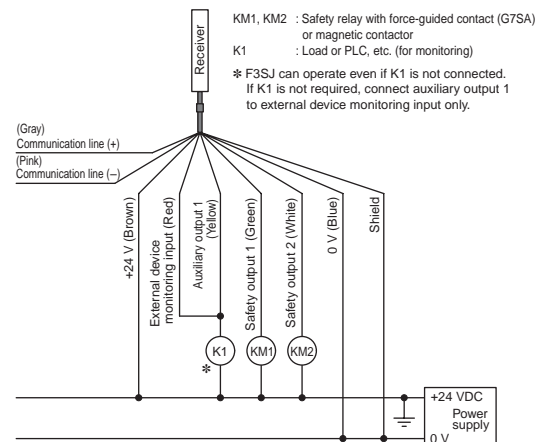 KM1, KM2 : Safety relay with force-guided contact (G7SA)
or magnetic contactor
K1 : Load or PLC, etc. (for monitoring)
* F3SJ can operate even if K1 is not connected.
If K1 is not required, connect auxiliary output 1
to external device monitoring input only.
Receiver
(Gray)
Communication line (+)
(Pink)
Communication line (–)
+24 V (Brown)
External device
monitoring input (Red)
Auxiliary output 1
(Yellow)
Safety output 1 (Green)
Safety output 2 (White)
0 V (Blue)
Shield
K1
*
KM1
KM2
+24 VDC
Power
supply
0 V